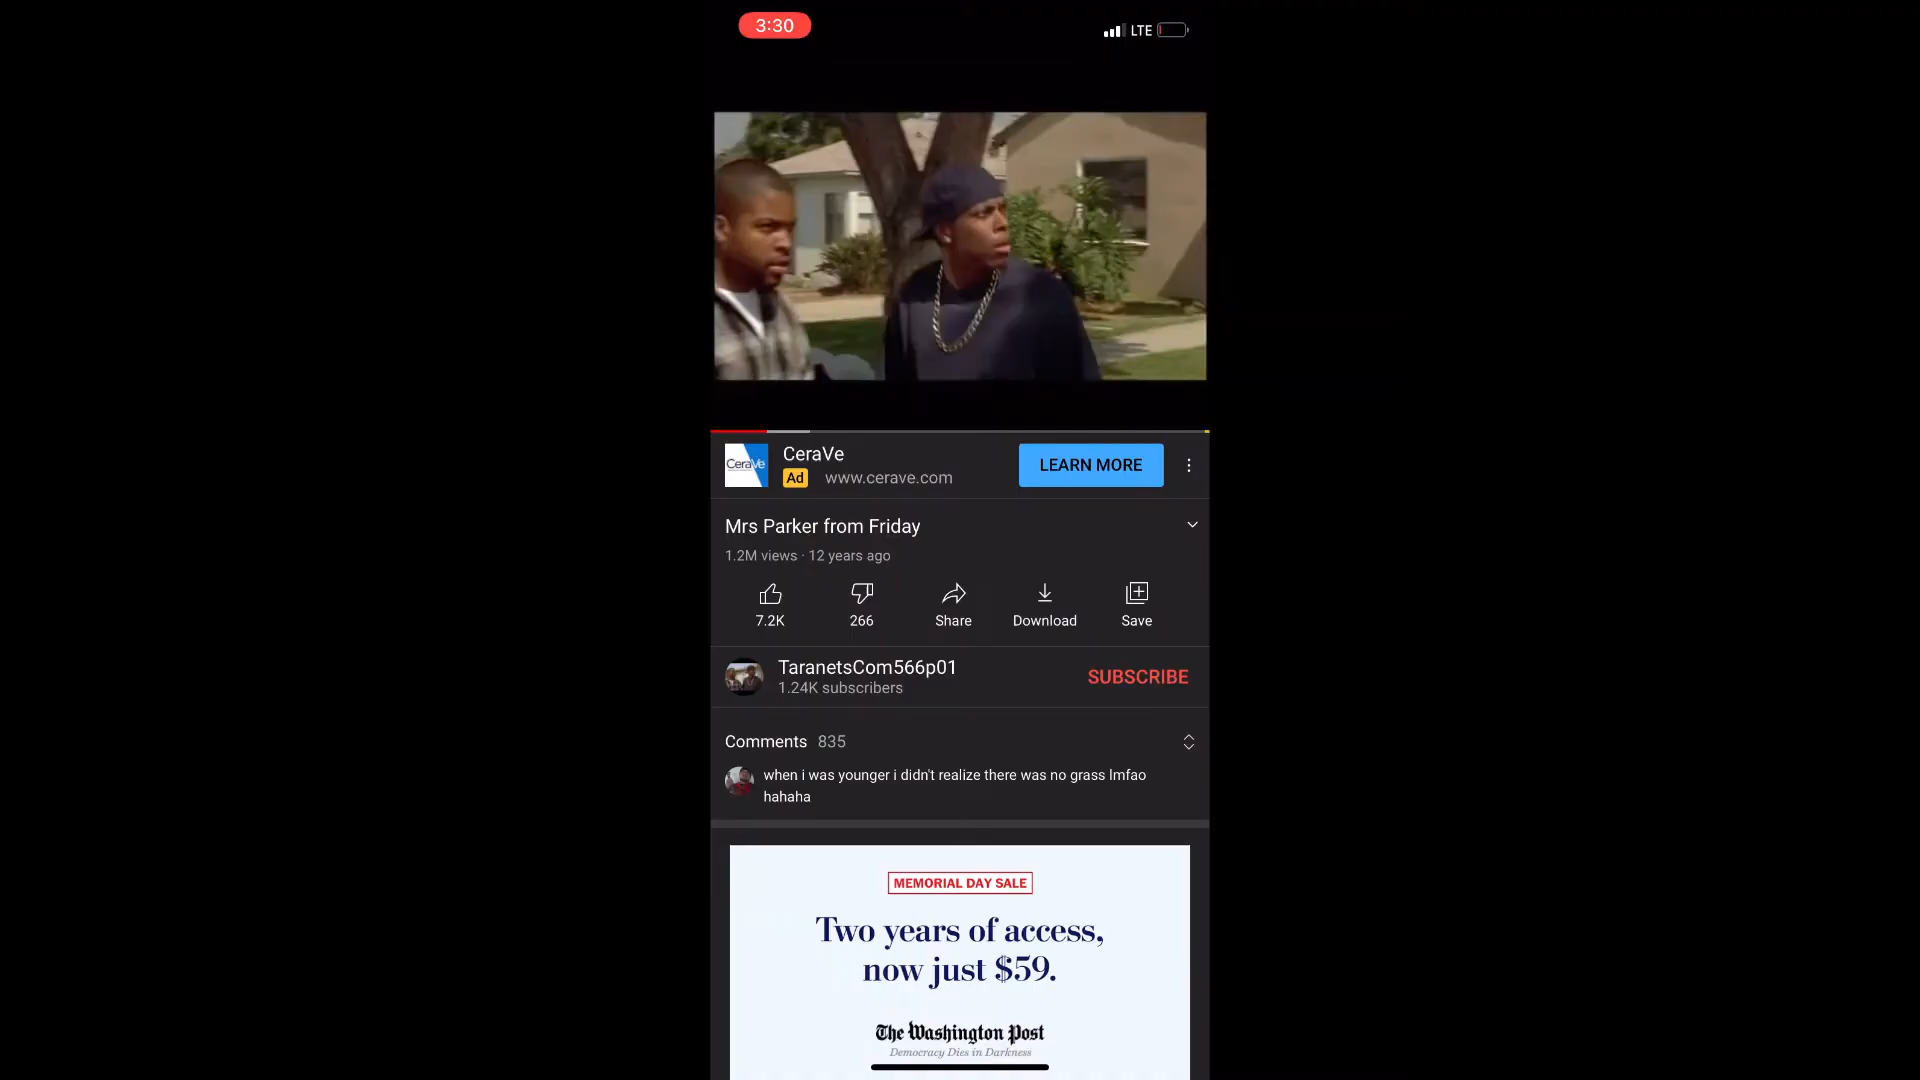 3:30
LTE
CeraVe
CeraVe
Ad www.cerave.com
LEARN MORE
Mrs Parker from Friday
1.2M views · 12 years ago
7.2K
266
Share
Download
Save
TaranetsCom566p01
1.24K subscribers
SUBSCRIBE
Comments 835
when i was younger i didn't realize there was no grass lmfao
hahaha
MEMORIAL DAY SALE
Two years of access,
now just $59.
The Washington Post
Democracy Dies in Darkness